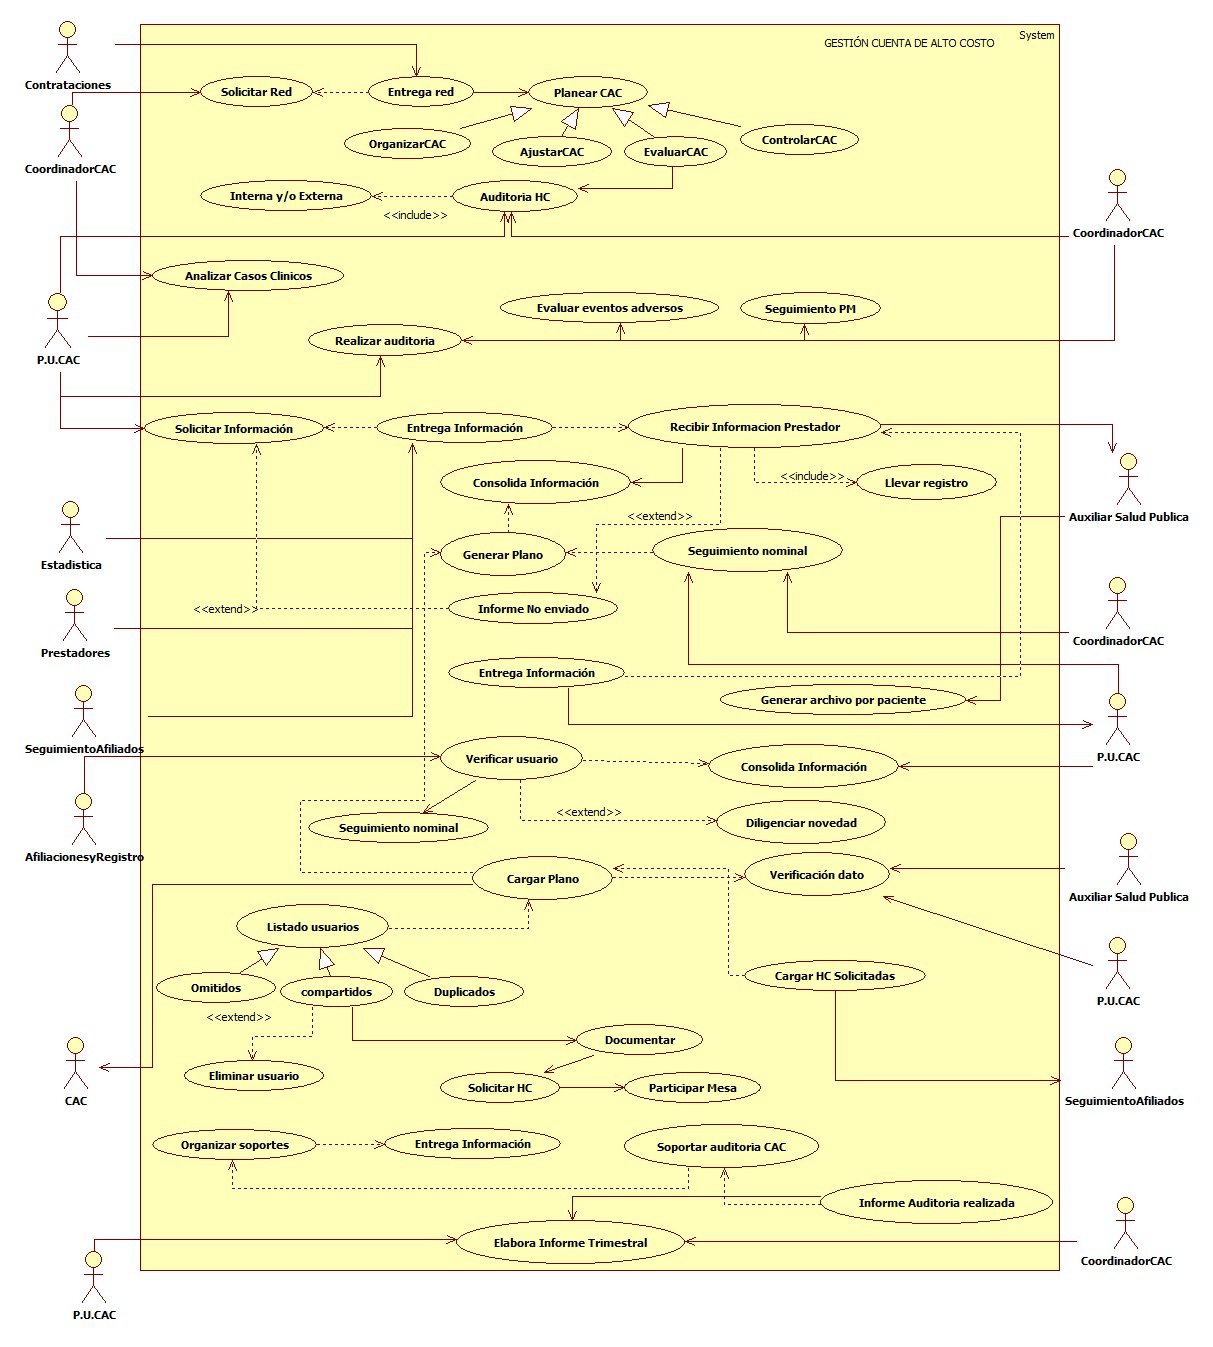 System
GESTIÓN CUENTA DE ALTO COSTO
Contrataciones
Solicitar Red
Entrega red
Planear CAC
OrganizarCAC
AjustarCAC
EvaluarCAC
ControlarCAC
CoordinadorCAC
Interna y/o Externa
Auditoria HC
<<include>>
CoordinadorCAC
Analizar Casos Clinicos
Evaluar eventos adversos
Seguimiento PM
Realizar auditoria
P.U.CAC
Solicitar Información
Entrega Información
Recibir Informacion Prestador
Consolida Información
<<include>>
Llevar registro
<<extend>>
Auxiliar Salud Publica
Generar Plano
Seguimiento nominal
Estadistica
<<extend>>
Informe No enviado
Prestadores
CoordinadorCAC
Entrega Información
Generar archivo por paciente
SeguimientoAfiliados
P.U.CAC
Verificar usuario
Consolida Información
<<extend>>
Seguimiento nominal
Diligenciar novedad
AfiliacionesyRegistro
Cargar Plano
Verificación dato
Auxiliar Salud Publica
Listado usuarios
Cargar HC Solicitadas
Omitidos
compartidos
Duplicados
P.U.CAC
<<extend>>
Documentar
Eliminar usuario
Solicitar HC
Participar Mesa
CAC
SeguimientoAfiliados
Organizar soportes
Entrega Información
Soportar auditoria CAC
Informe Auditoria realizada
Elabora Informe Trimestral
CoordinadorCAC
P.U.CAC